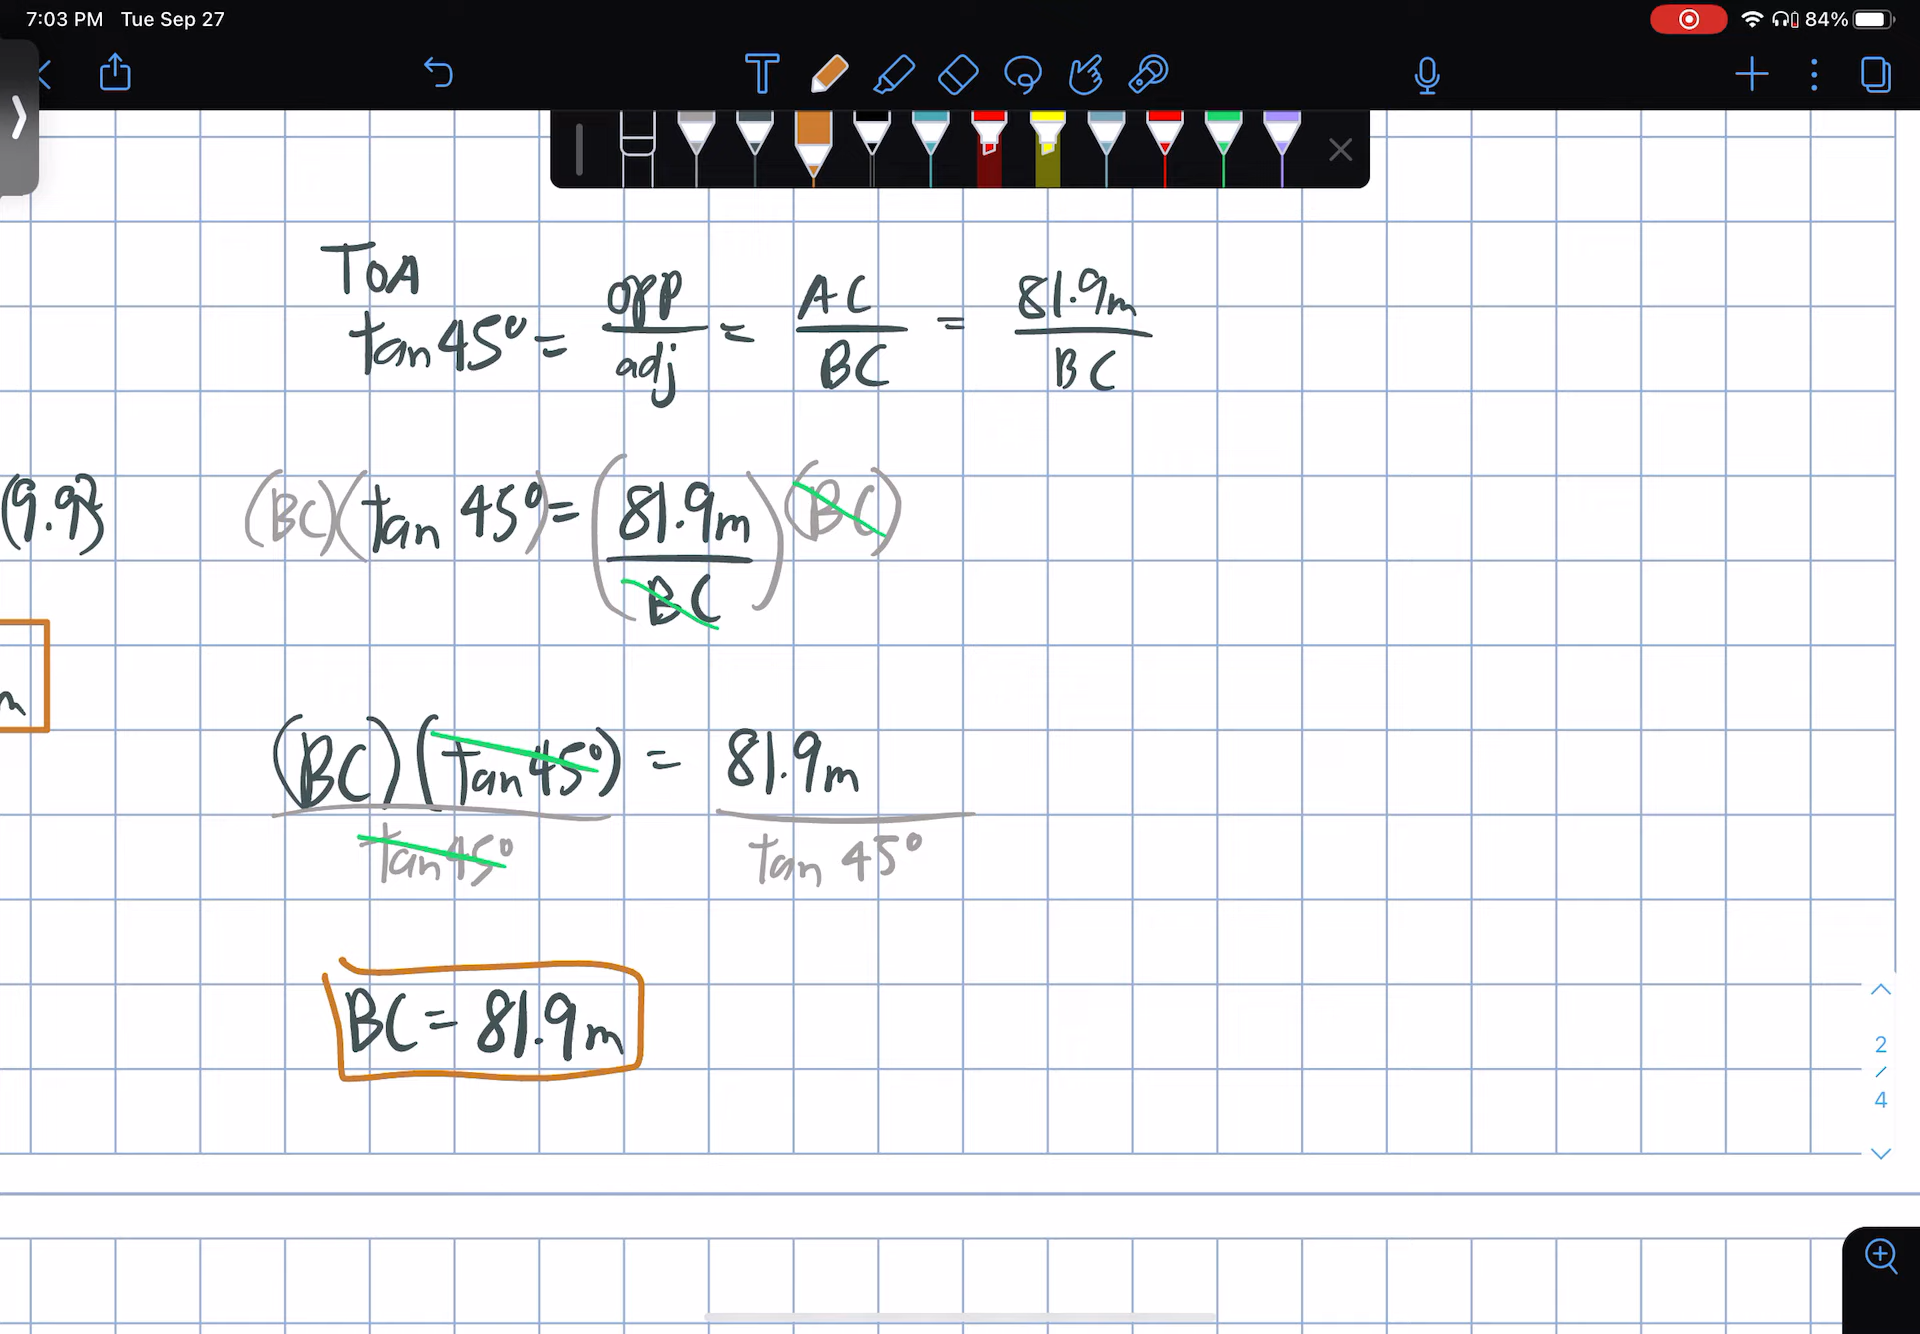 7:03 PM Tue Sep 27
84%
T
TOA
tan 45° = opp/adj = AC/BC = 81.9m/BC
(9.9)
(BC)(tan 45°) = (81.9m/BC)(BC)
m
(BC)(tan 45°)/tan 45° = 81.9m/tan 45°
BC = 81.9m
2
/
4